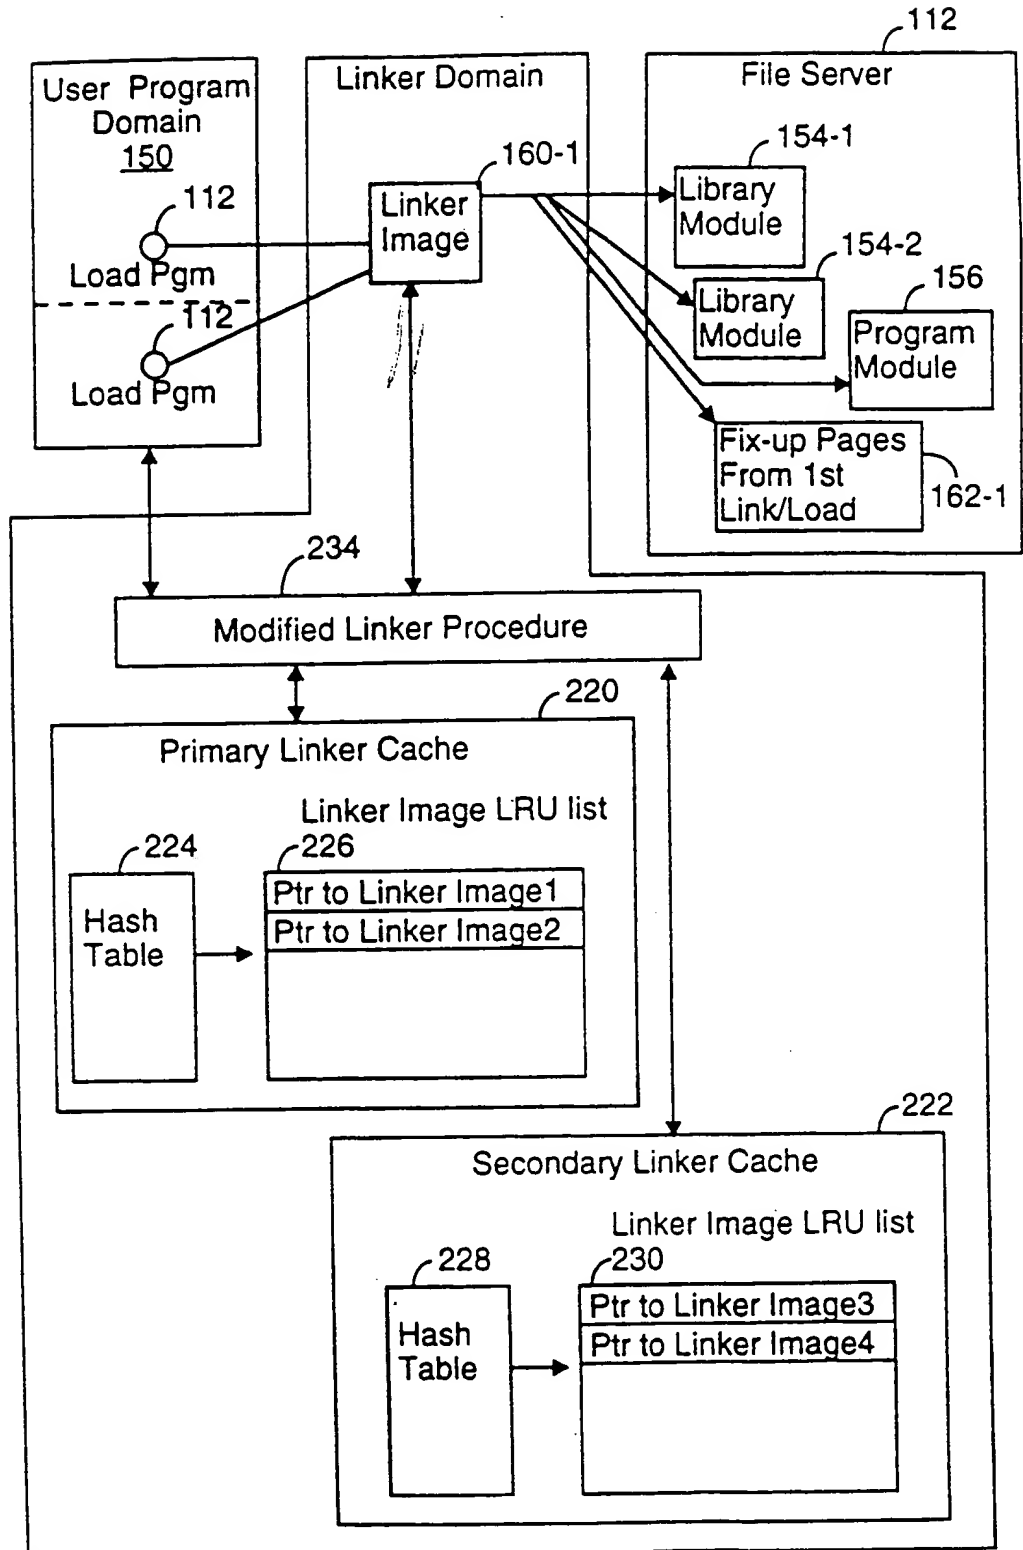 User Program
Domain
150
112
Load Pgm
112
Load Pgm
Linker Domain
160-1
Linker
Image
112
File Server
154-1
Library
Module
154-2
Library
Module
156
Program
Module
Fix-up Pages
From 1st
Link/Load
162-1
234
Modified Linker Procedure
220
Primary Linker Cache
Linker Image LRU list
224
226
Hash
Table
Ptr to Linker Image1
Ptr to Linker Image2
222
Secondary Linker Cache
Linker Image LRU list
228
230
Hash
Table
Ptr to Linker Image3
Ptr to Linker Image4